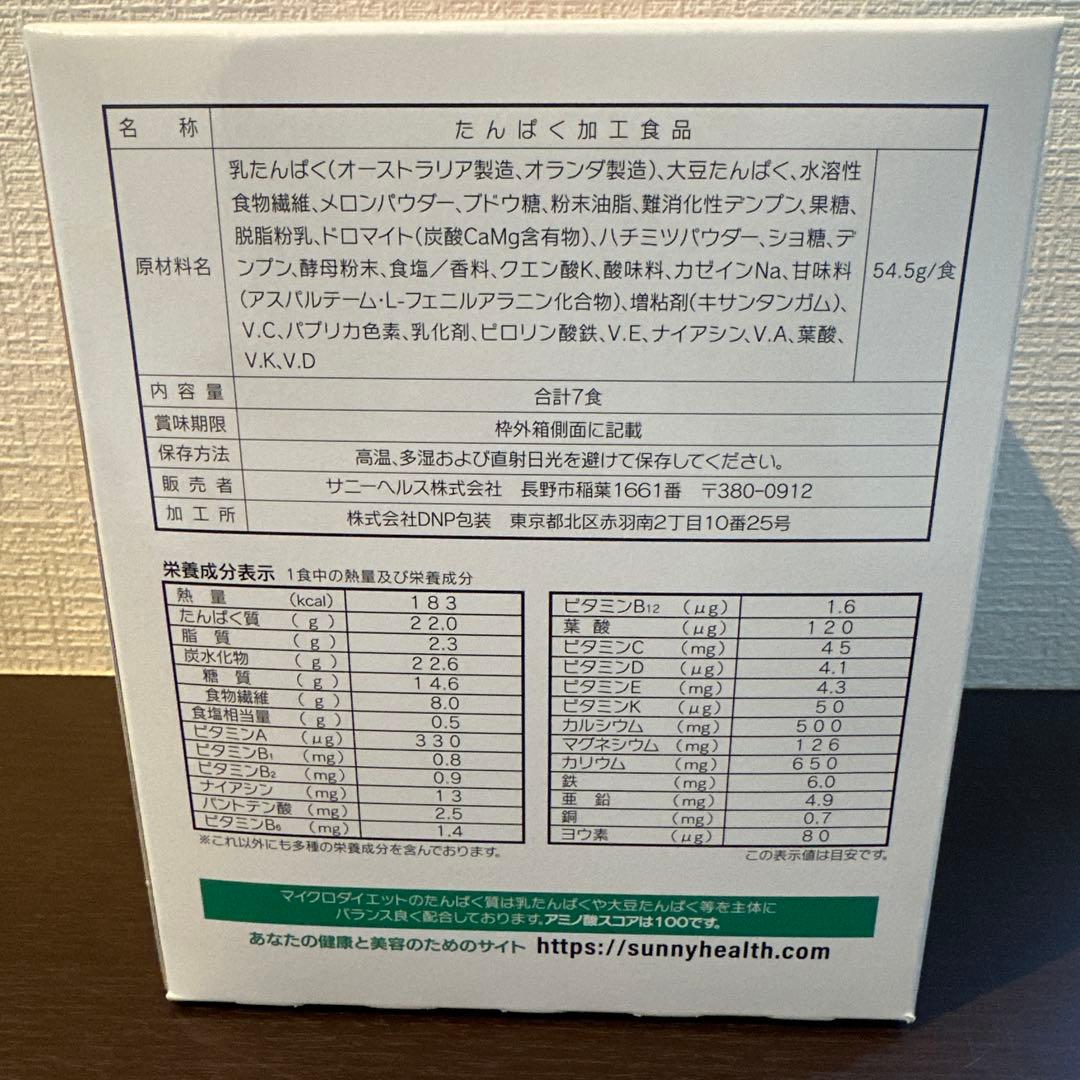 名 称 たんぱく加工食品
原材料名
乳たんぱく(オーストラリア製造、オランダ製造)、大豆たんぱく、水溶性
食物繊維、メロンパウダー、ブドウ糖、粉末油脂、難消化性デンプン、果糖、
脱脂粉乳、ドロマイト(炭酸CaMg含有物)、ハチミツパウダー、ショ糖、デ
ンプン、酵母粉末、食塩/香料、クエン酸K、酸味料、カゼインNa、甘味料
(アスパルテーム・L-フェニルアラニン化合物)、増粘剤(キサンタンガム)、
V.C、パプリカ色素、乳化剤、ピロリン酸鉄、V.E、ナイアシン、V.A、葉酸、
V.K、V.D
54.5g/食
内容量 合計7食
賞味期限 枠外箱側面に記載
保存方法 高温、多湿および直射日光を避けて保存してください。
販売者 サニーヘルス株式会社 長野市稲葉1661番 〒380-0912
加工所 株式会社DNP包装 東京都北区赤羽南2丁目10番25号
栄養成分表示 1食中の熱量及び栄養成分
熱量 (kcal) 183
たんぱく質 (g) 22.0
脂質 (g) 2.3
炭水化物 (g) 22.6
糖質 (g) 14.6
食物繊維 (g) 8.0
食塩相当量 (g) 0.5
ビタミンA (μg) 330
ビタミンB1 (mg) 0.8
ビタミンB2 (mg) 0.9
ナイアシン (mg) 13
パントテン酸 (mg) 2.5
ビタミンB6 (mg) 1.4
※これ以外にも多種の栄養成分を含んでおります。
ビタミンB12 (μg) 1.6
葉酸 (μg) 120
ビタミンC (mg) 45
ビタミンD (μg) 4.1
ビタミンE (mg) 4.3
ビタミンK (μg) 50
カルシウム (mg) 500
マグネシウム (mg) 126
カリウム (mg) 650
鉄 (mg) 6.0
亜鉛 (mg) 4.9
銅 (mg) 0.7
ヨウ素 (μg) 80
この表示値は目安です。
マイクロダイエットのたんぱく質は乳たんぱくや大豆たんぱく等を主体に
バランス良く配合しております。アミノ酸スコアは100です。
あなたの健康と美容のためのサイト https://sunnyhealth.com